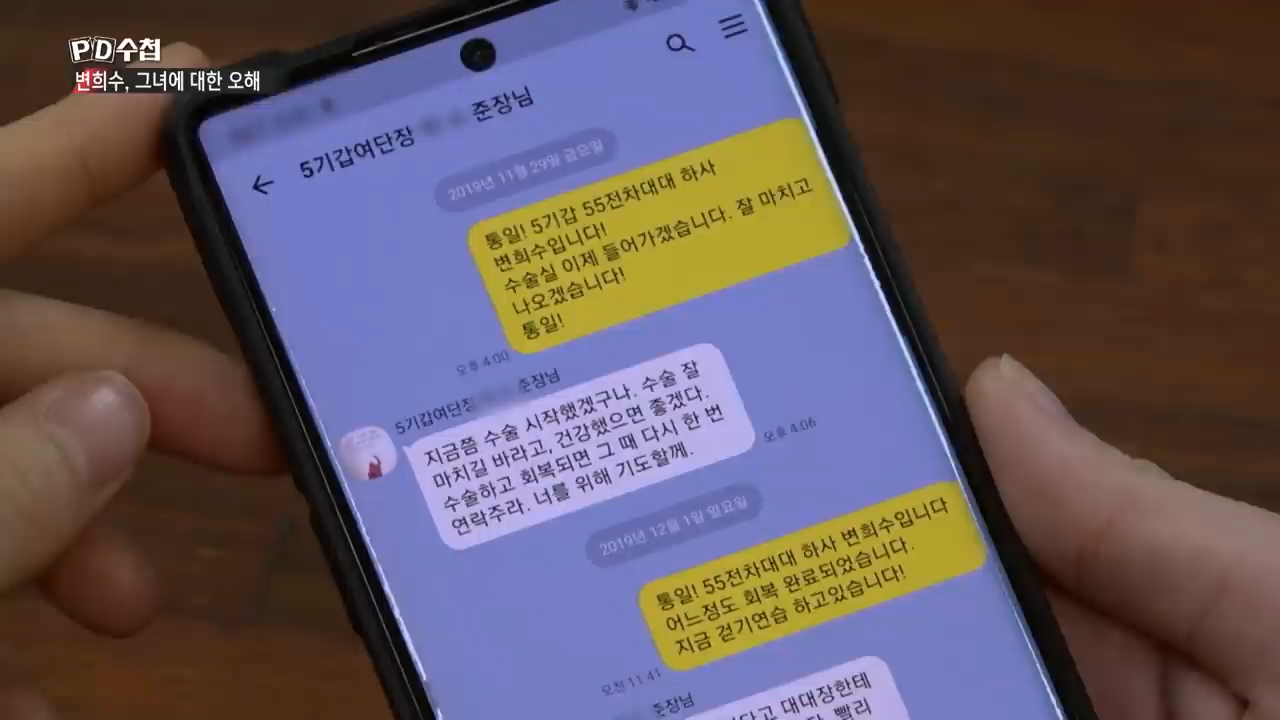 PD수첩
변희수, 그녀에 대한 오해
5기갑여단장 준장님
2019년 11월 29일 금요일
통일! 5기갑 55전차대대 하사
변희수입니다!
수술실 이제 들어가겠습니다. 잘 마치고
나오겠습니다!
통일!
오후 4:00
5기갑여단장 준장님
지금쯤 수술 시작했겠구나. 수술 잘
마치길 바라고, 건강했으면 좋겠다.
수술하고 회복되면 그 때 다시 한 번
연락주라. 너를 위해 기도할게.
오후 4:06
2019년 12월 1일 일요일
통일! 55전차대대 하사 변희수입니다
어느정도 회복 완료되었습니다.
지금 걷기연습 하고있습니다!
오전 11:41
준장님
대대장한테
빨리